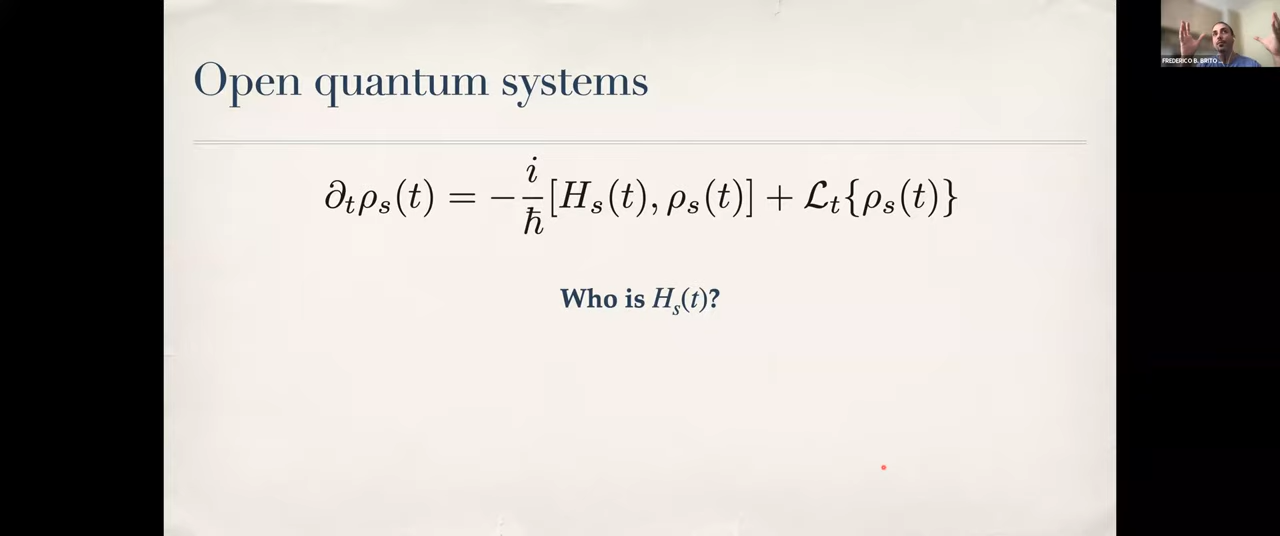 Open quantum systems
FREDERICO B. BRITO ...
∂ₜρₛ(t) = −i/ħ[Hₛ(t), ρₛ(t)] + ℒₜ{ρₛ(t)}
Who is Hₛ(t)?